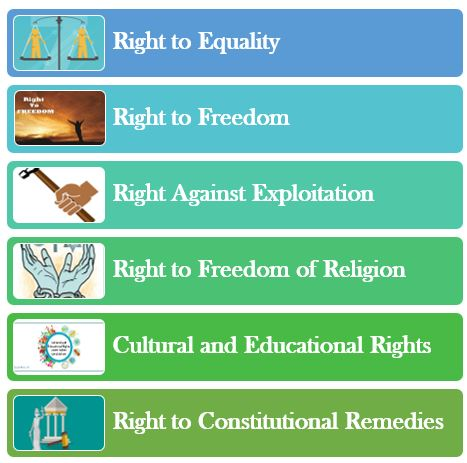 Right to Equality
Right
To
FREEDOM
Right to Freedom
Right Against Exploitation
Right to Freedom of Religion
Cultural and Educational Rights
Right to Constitutional Remedies